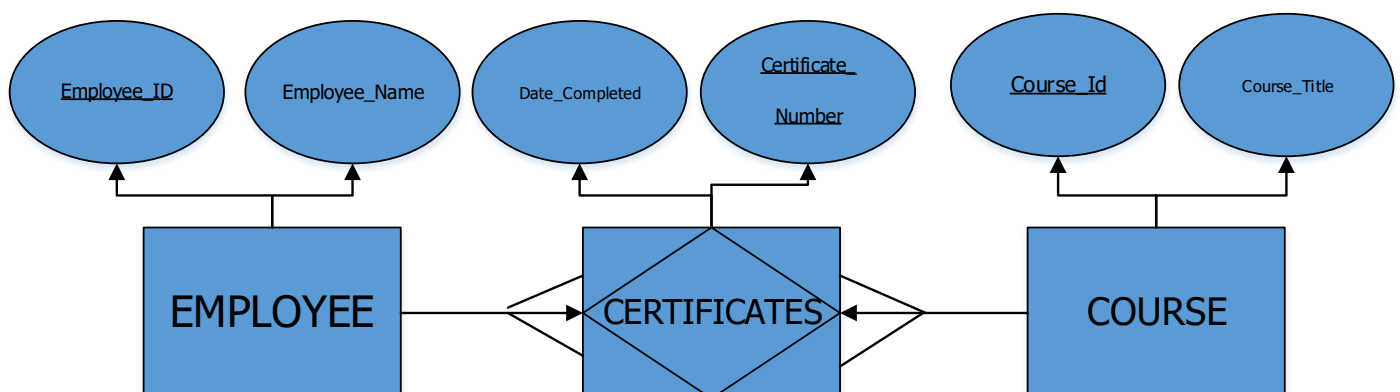 Employee_ID
Employee_Name
Date_Completed
Certificate_
Number
Course_Id
Course_Title
EMPLOYEE
CERTIFICATES
COURSE